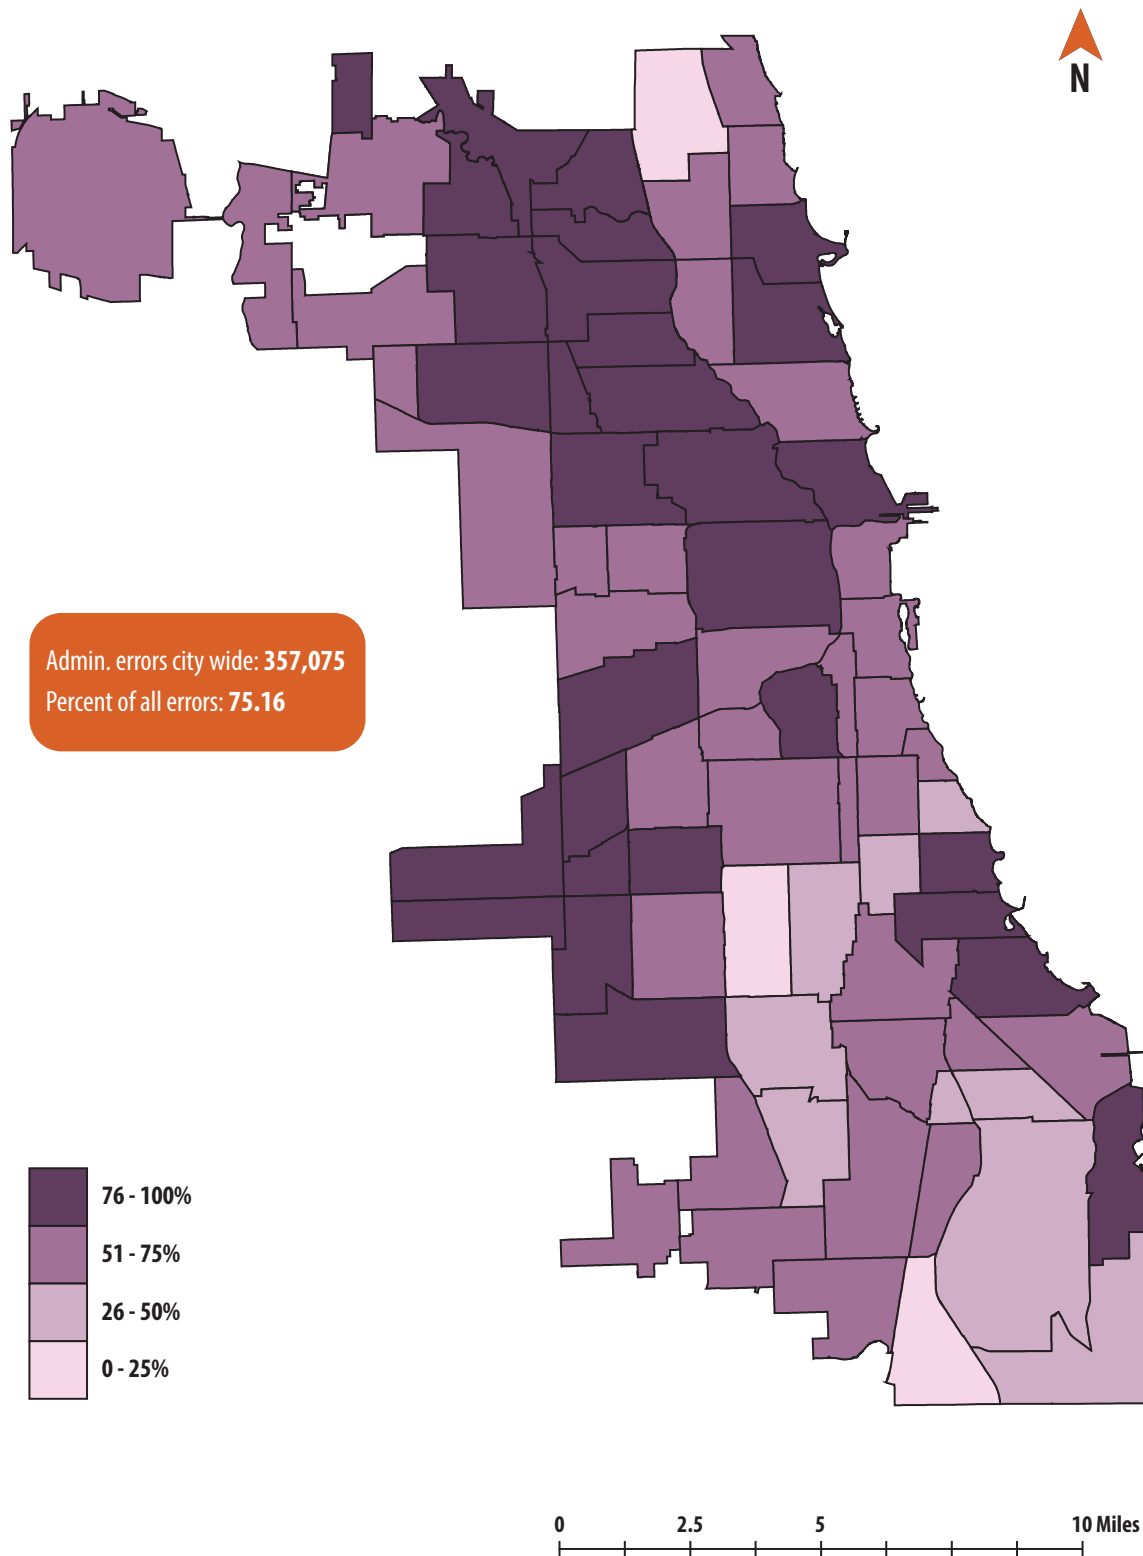 N
Admin. errors city wide: 357,075
Percent of all errors: 75.16
76 - 100%
51 - 75%
26 - 50%
0 - 25%
0 2.5 5 10 Miles